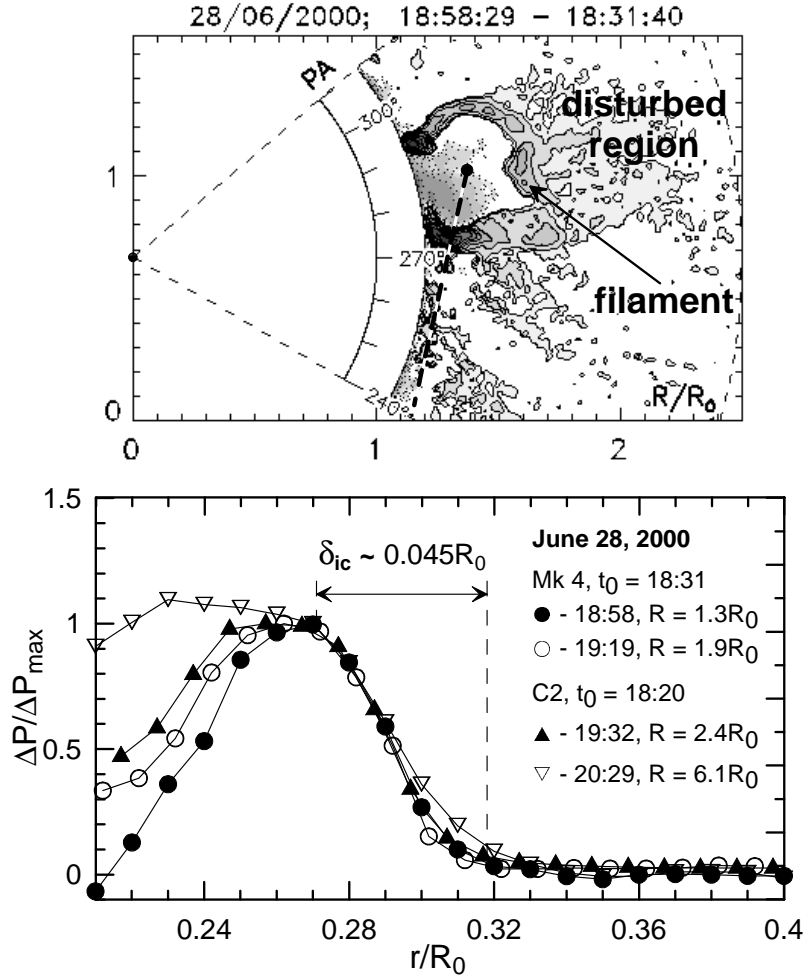 28/06/2000; 18:58:29 – 18:31:40
PA
300°
disturbed
region
1
270°
filament
240°
R/R₀
0
0 1 2
1.5
δic ~ 0.045R₀
June 28, 2000
Mk 4, t₀ = 18:31
● - 18:58, R = 1.3R₀
1
○ - 19:19, R = 1.9R₀
C2, t₀ = 18:20
ΔP/ΔPmax
0.5
▲ - 19:32, R = 2.4R₀
▽ - 20:29, R = 6.1R₀
0
0.24 0.28 0.32 0.36 0.4
r/R₀